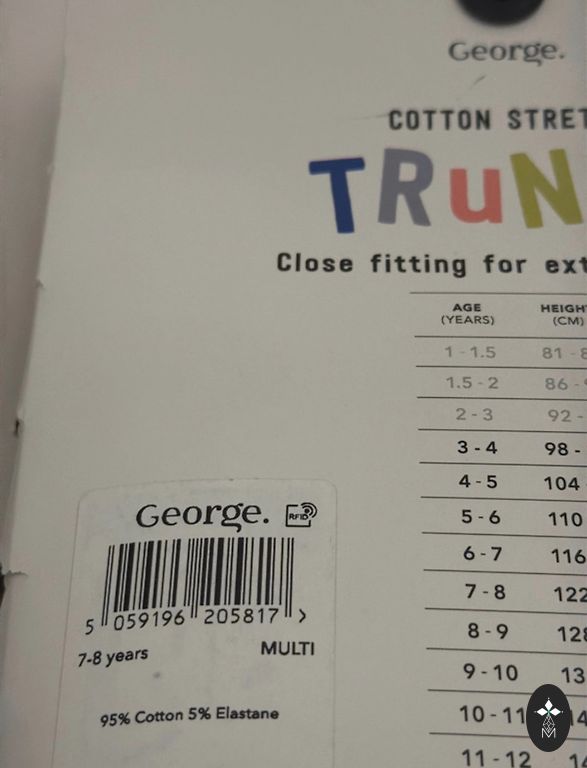 George.
COTTON STRET
TRuN
Close fitting for ext
AGE HEIGH
(YEARS) (CM)
1 - 1.5 81 - 8
1.5 - 2 86 -
2 - 3 92 -
3 - 4 98 -
4 - 5 104
5 - 6 110
6 - 7 116
7 - 8 122
8 - 9 128
9 - 10 13
10 - 11 14
11 - 12 14
George. RFID
5 059196 205817 >
7-8 years MULTI
95% Cotton 5% Elastane
M